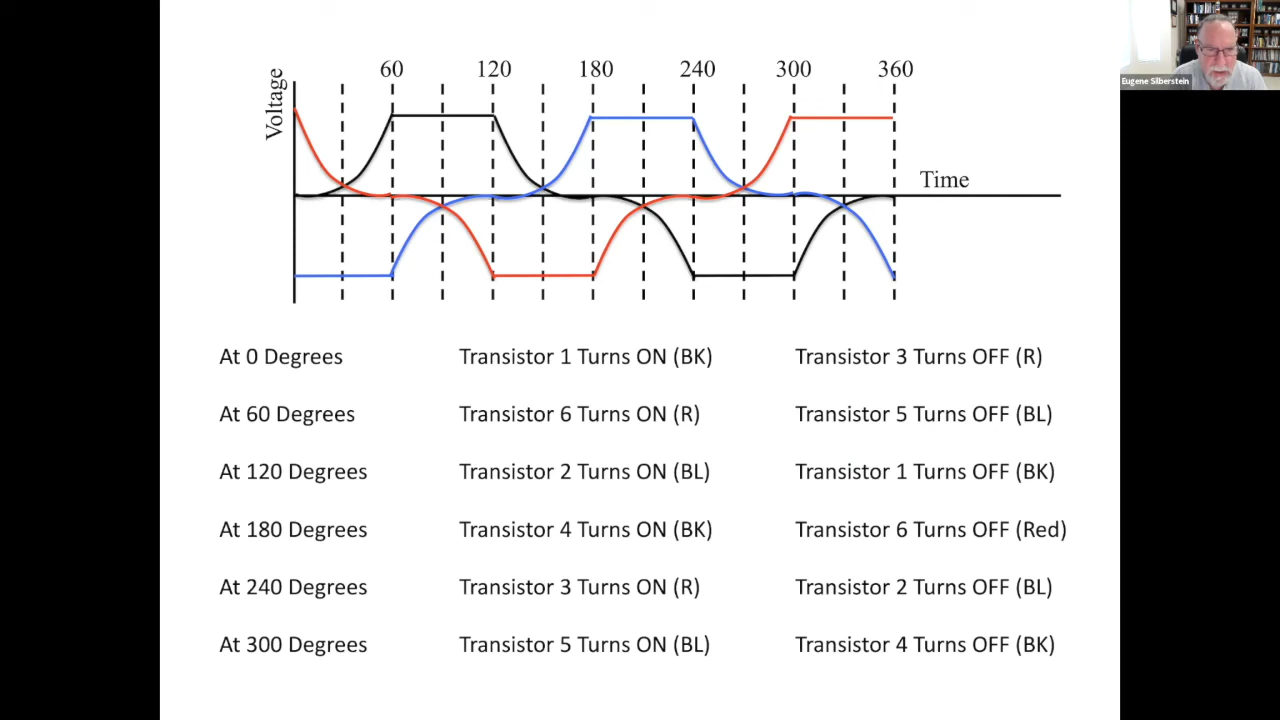 Eugene Silberstein
60 120 180 240 300 360
Voltage
Time
At 0 Degrees Transistor 1 Turns ON (BK) Transistor 3 Turns OFF (R)
At 60 Degrees Transistor 6 Turns ON (R) Transistor 5 Turns OFF (BL)
At 120 Degrees Transistor 2 Turns ON (BL) Transistor 1 Turns OFF (BK)
At 180 Degrees Transistor 4 Turns ON (BK) Transistor 6 Turns OFF (Red)
At 240 Degrees Transistor 3 Turns ON (R) Transistor 2 Turns OFF (BL)
At 300 Degrees Transistor 5 Turns ON (BL) Transistor 4 Turns OFF (BK)